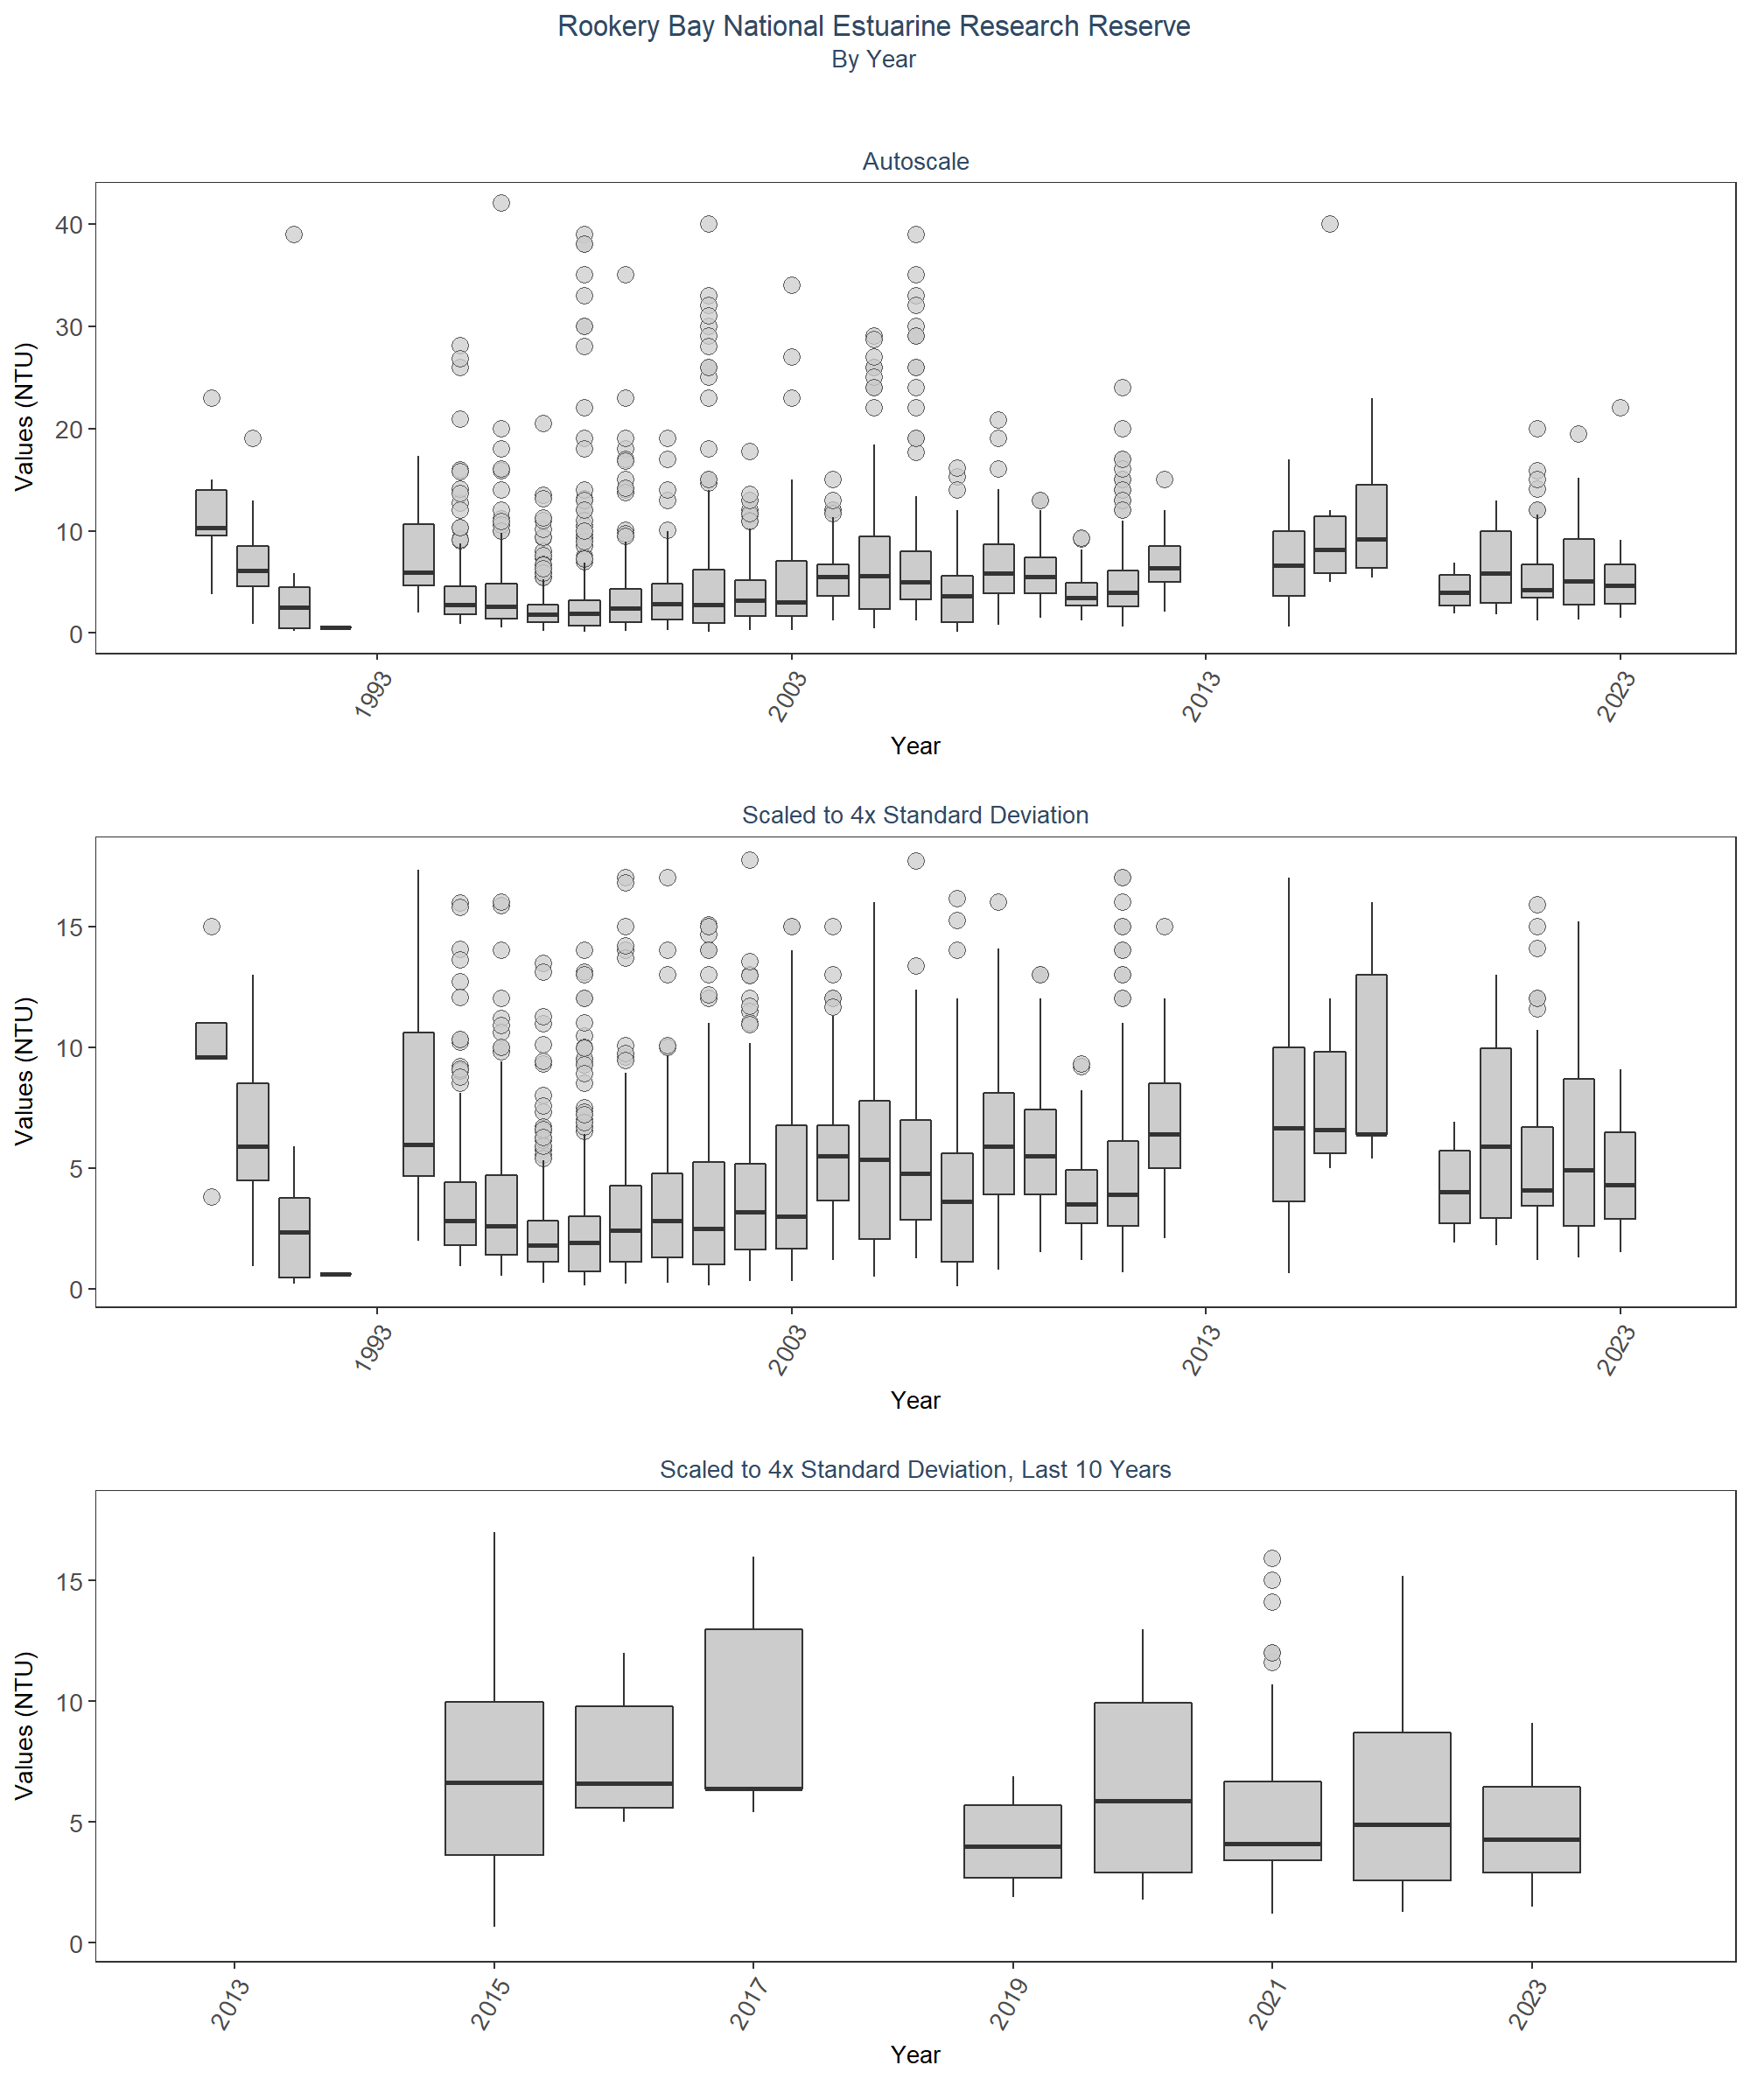 Rookery Bay National Estuarine Research Reserve
By Year
Autoscale
Values (NTU)
40
30
20
10
0
1993
2003
2013
2023
Year
Scaled to 4x Standard Deviation
Values (NTU)
15
10
5
0
1993
2003
2013
2023
Year
Scaled to 4x Standard Deviation, Last 10 Years
Values (NTU)
15
10
5
0
2013
2015
2017
2019
2021
2023
Year